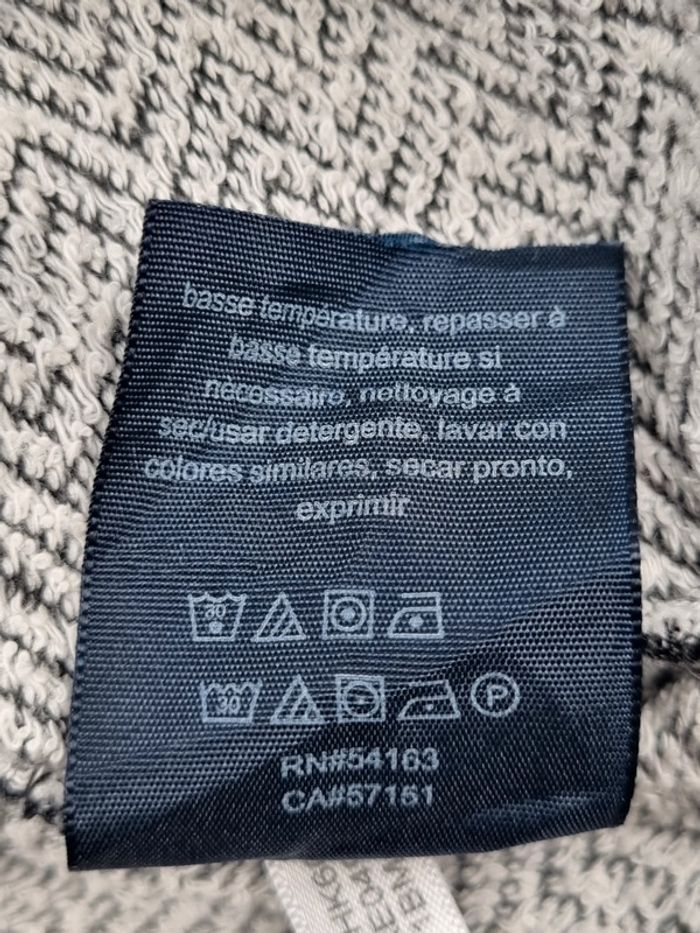 basse température, repasser à
basse température si
nécessaire, nettoyage à
sec/usar detergente, lavar con
colores similares, secar pronto,
exprimir
30
30
P
RN#54163
CA#57151